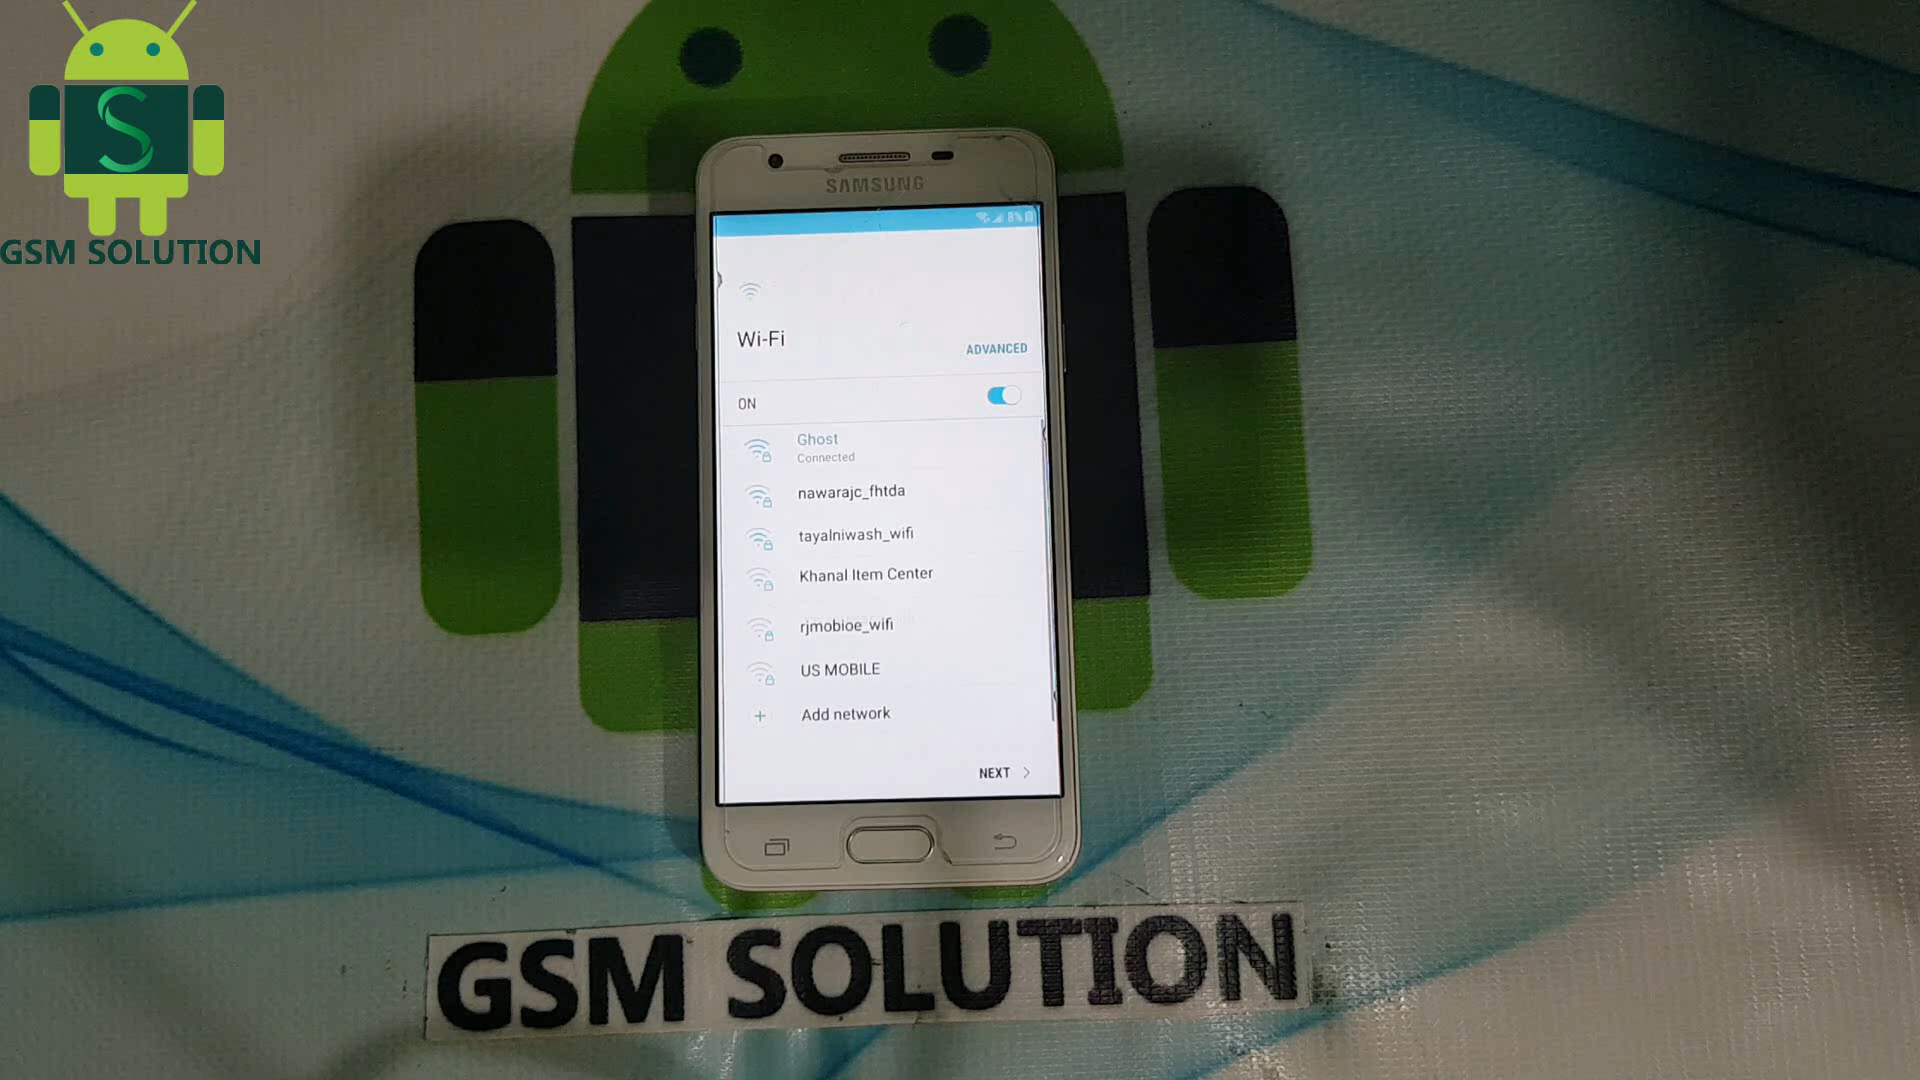 S
GSM SOLUTION
SAMSUNG
8%
Wi-Fi
ADVANCED
ON
Ghost
Connected
nawarajc_fhtda
tayalniwash_wifi
Khanal Item Center
rjmobioe_wifi
US MOBILE
+ Add network
NEXT >
GSM SOLUTION